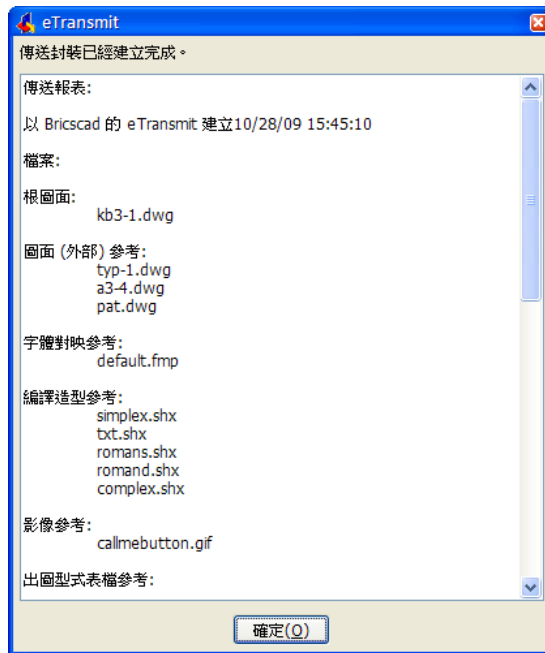 eTransmit
傳送封裝已經建立完成。
傳送報表:
以 Bricscad 的 eTransmit 建立10/28/09 15:45:10
檔案:
根圖面:
kb3-1.dwg
圖面 (外部) 參考:
typ-1.dwg
a3-4.dwg
pat.dwg
字體對映參考:
default.fmp
編譯造型參考:
simplex.shx
txt.shx
romans.shx
romand.shx
complex.shx
影像參考:
callmebutton.gif
出圖型式表檔參考:
確定(O)